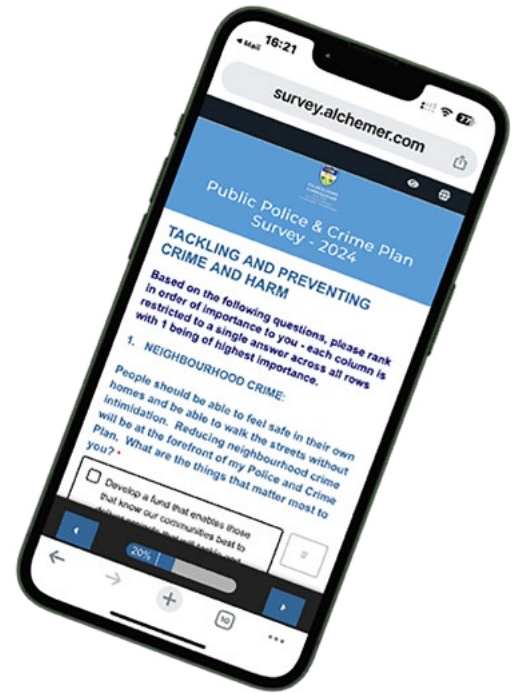 Mail
16:21
77
survey.alchemer.com
Public Police & Crime Plan
Survey - 2024
TACKLING AND PREVENTING
CRIME AND HARM
Based on the following questions, please rank
in order of importance to you - each column is
restricted to a single answer across all rows
with 1 being of highest importance.
1. NEIGHBOURHOOD CRIME:
People should be able to feel safe in their own
homes and be able to walk the streets without
intimidation. Reducing neighbourhood crime
will be at the forefront of my Police and Crime
Plan. What are the things that matter most to
you? *
Develop a fund that enables those
that know our communities best to
20%
10